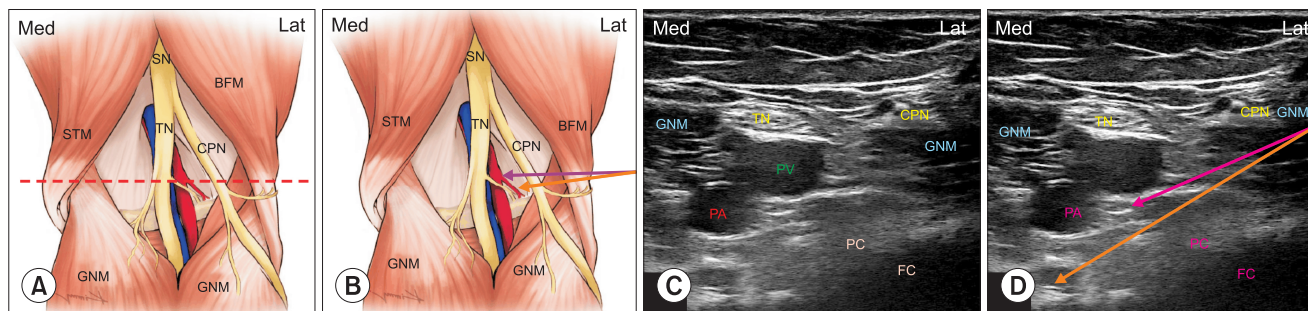 Med Lat
SN
BFM
STM
TN
CPN
GNM
GNM
A
Med Lat
SN
STM
BFM
TN
CPN
GNM
GNM
B
Med Lat
GNM
TN
CPN
GNM
PV
PA
PC
FC
C
Med Lat
GNM
TN
CPN
GNM
PA
PC
FC
D